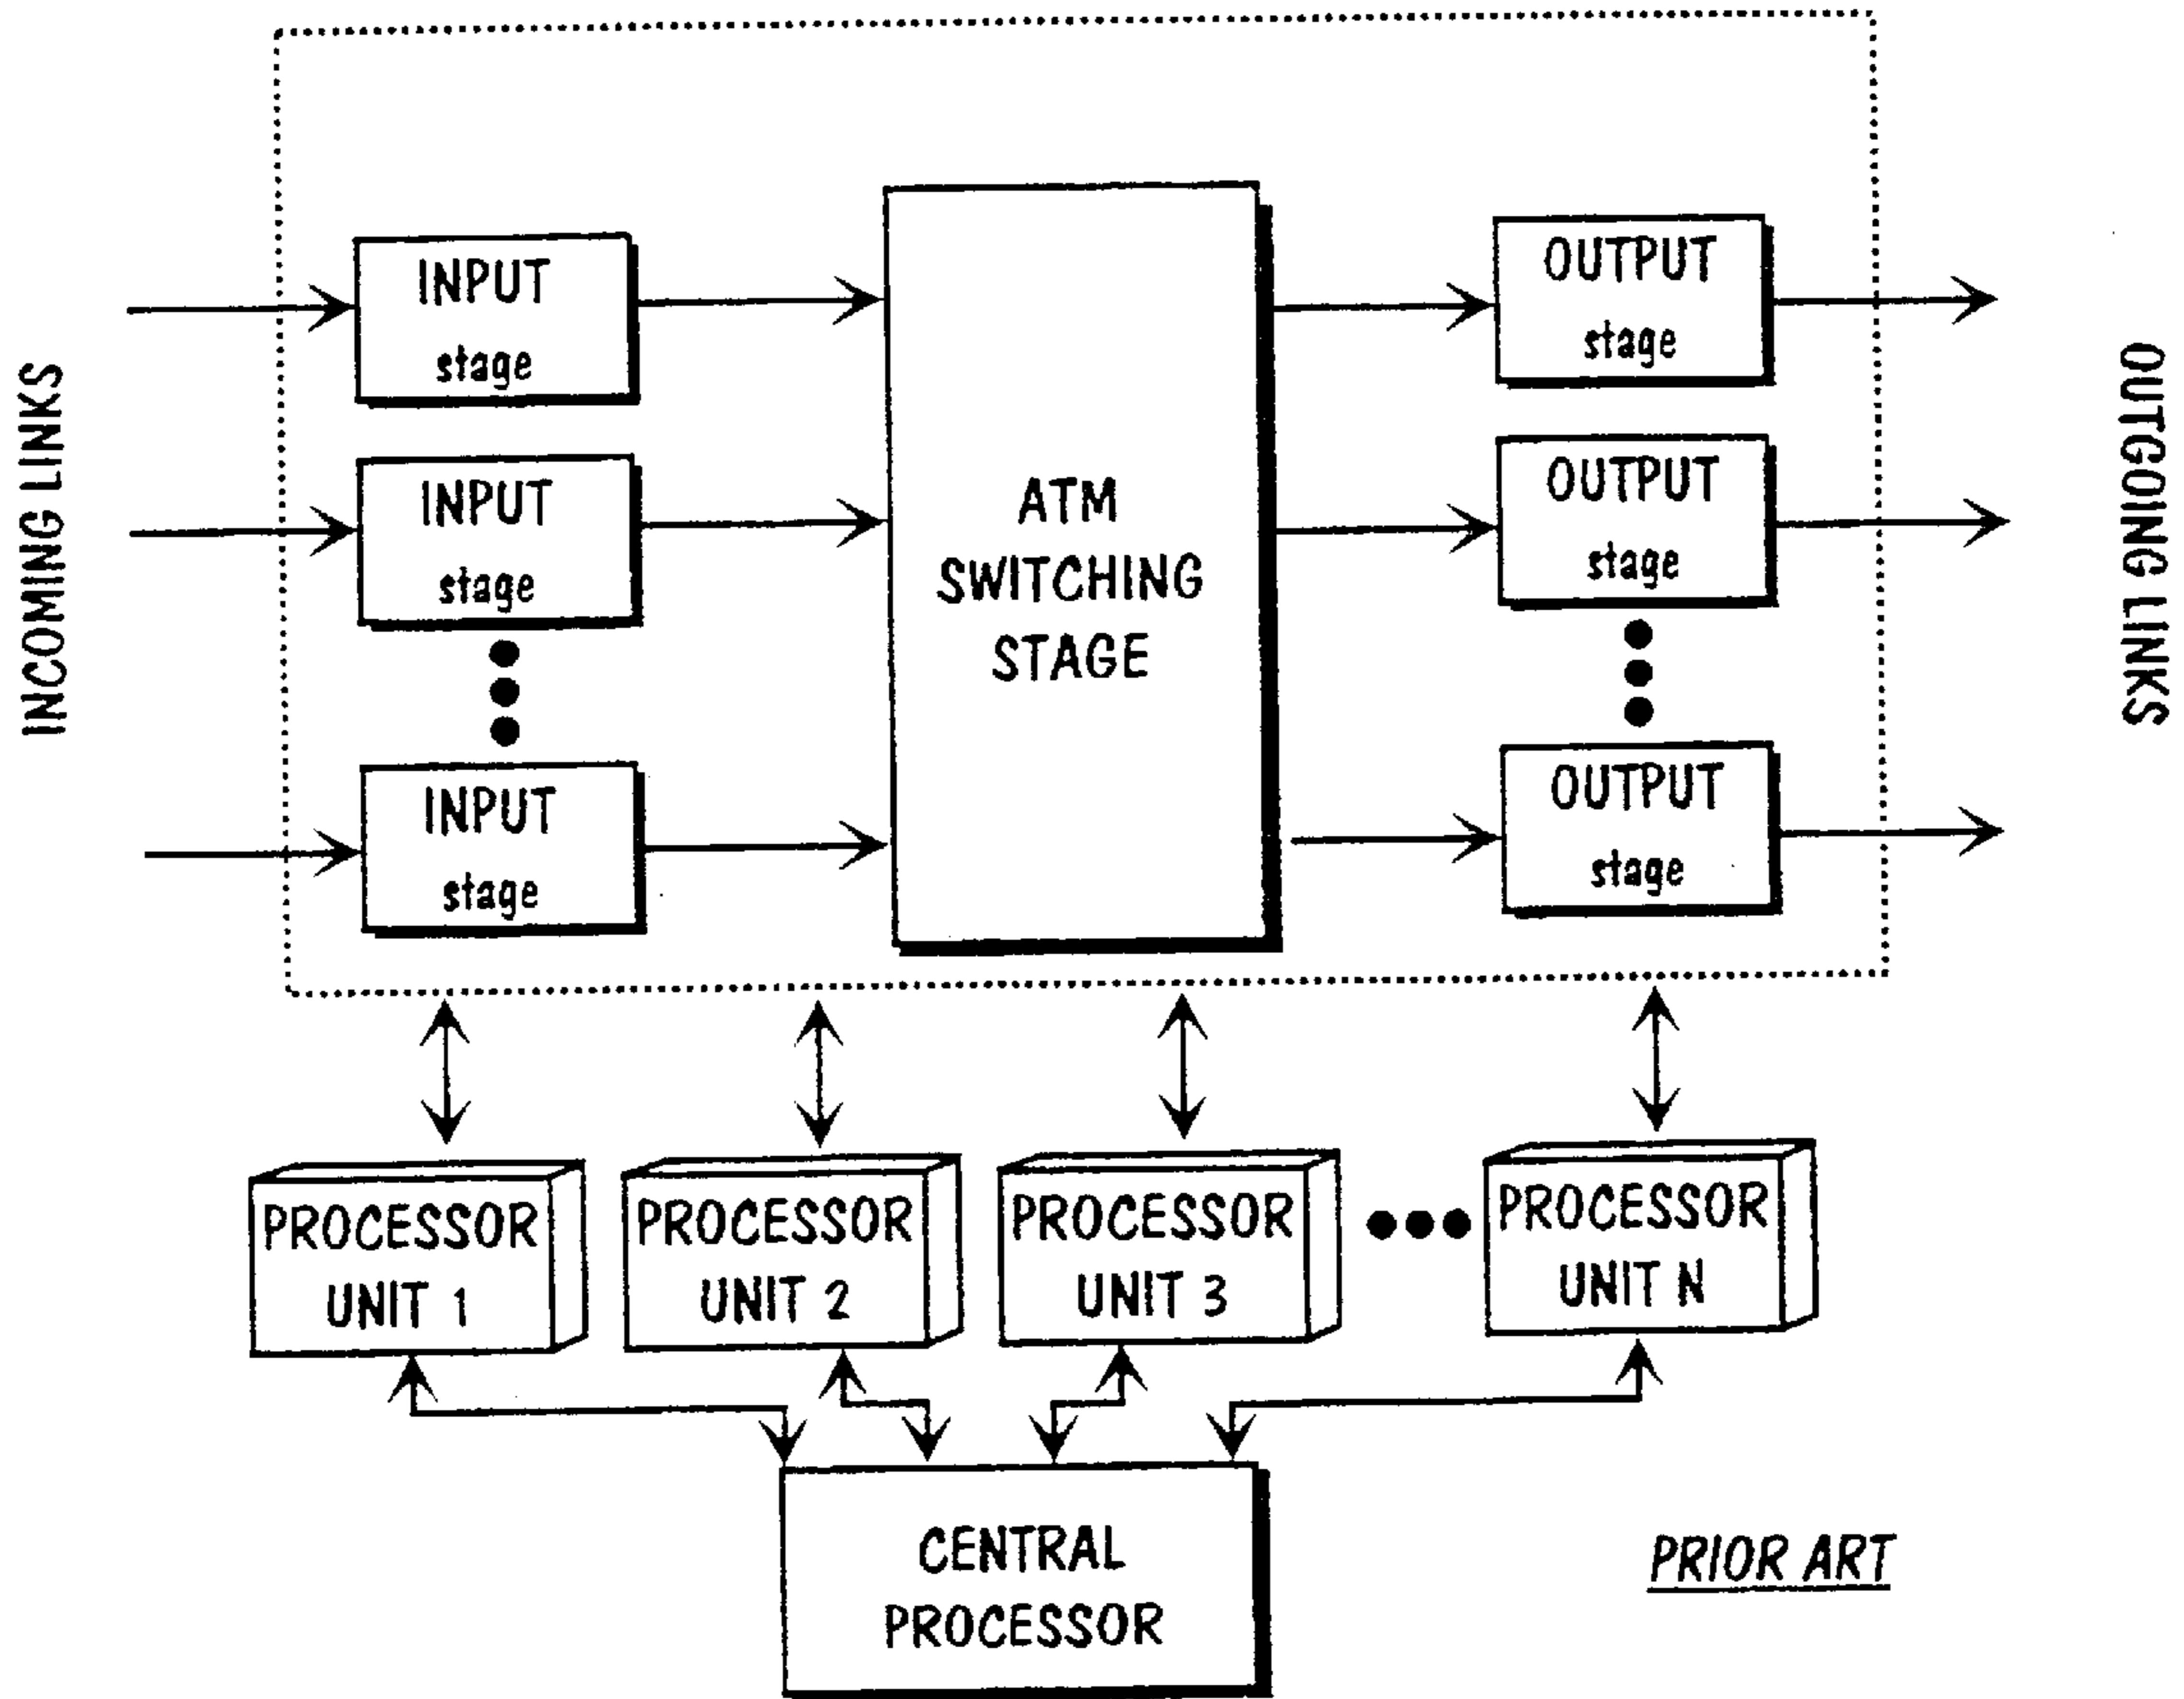 INCOMING LINKS
INPUT
stage
INPUT
stage
INPUT
stage
ATM
SWITCHING
STAGE
OUTPUT
stage
OUTPUT
stage
OUTPUT
stage
OUTGOING LINKS
PROCESSOR
UNIT 1
PROCESSOR
UNIT 2
PROCESSOR
UNIT 3
PROCESSOR
UNIT N
CENTRAL
PROCESSOR
PRIOR ART